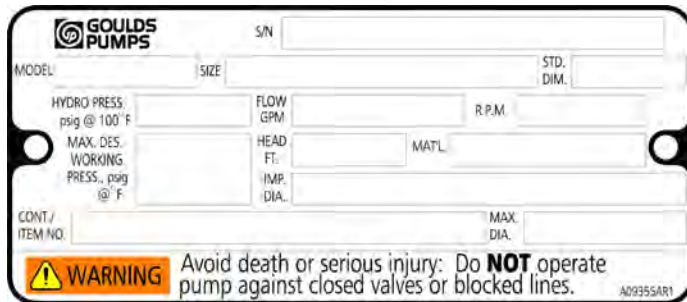 GOULDS PUMPS
S/N
MODEL SIZE STD. DIM.
HYDRO PRESS. psig @ 100°F FLOW GPM R.P.M.
MAX. DES. WORKING PRESS., psig @ °F HEAD FT. MAT'L.
IMP. DIA.
CONT./ ITEM NO. MAX. DIA.
WARNING Avoid death or serious injury: Do NOT operate
pump against closed valves or blocked lines.
A09355AR1